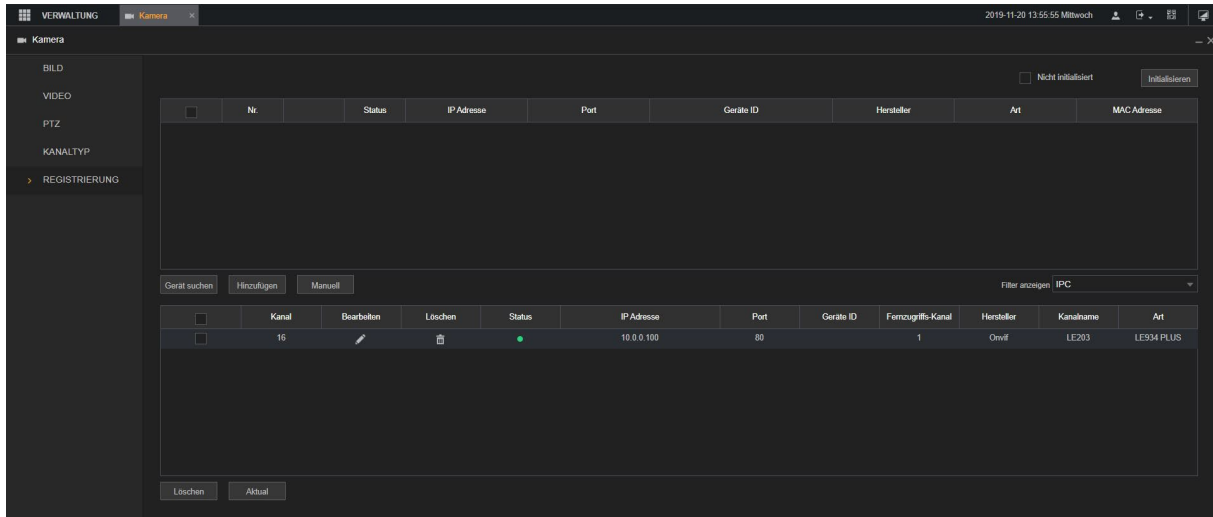 VERWALTUNG Kamera × 2019-11-20 13:55:55 Mittwoch
Kamera
BILD
VIDEO
PTZ
KANALTYP
REGISTRIERUNG
Nicht initialisiert Initialisieren
Nr. Status IP Adresse Port Geräte ID Hersteller Art MAC Adresse
Gerät suchen Hinzufügen Manuell Filter anzeigen IPC
Kanal Bearbeiten Löschen Status IP Adresse Port Geräte ID Fernzugriffs-Kanal Hersteller Kanalname Art
16 10.0.0.100 80 1 Onvif LE203 LE934 PLUS
Löschen Aktual